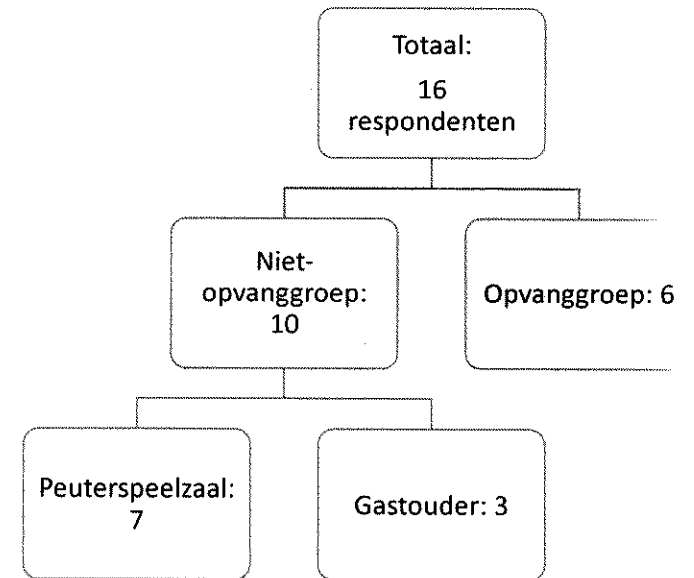 Totaal:
16
respondenten
Niet-
opvanggroep:
10
Opvanggroep: 6
Peuterspeelzaal:
7
Gastouder: 3